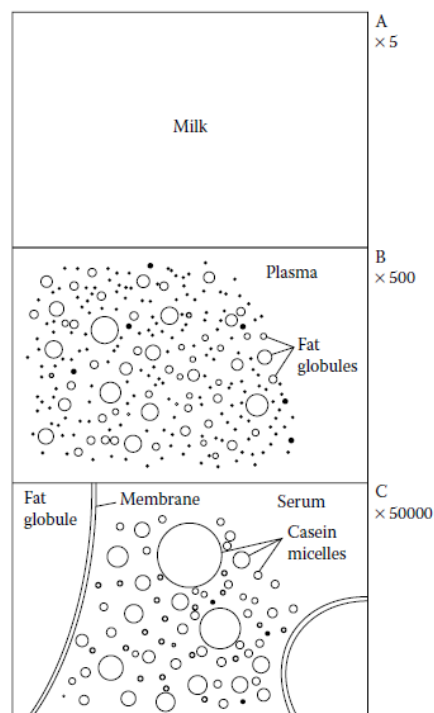 A
× 5
Milk
B
× 500
Plasma
Fat
globules
C
× 50000
Fat
globule
Membrane
Serum
Casein
micelles